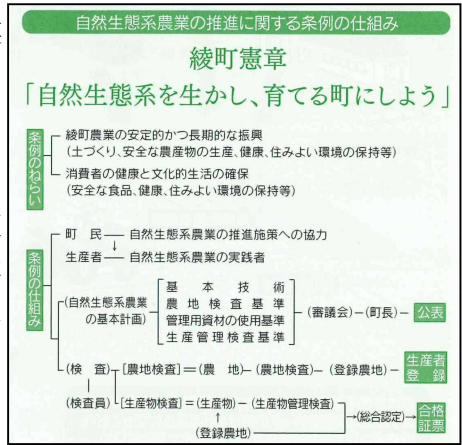 自然生態系農業の推進に関する条例の仕組み
綾町憲章
「自然生態系を生かし、育てる町にしよう」
条例のねらい
綾町農業の安定的かつ長期的な振興
(土づくり、安全な農産物の生産、健康、住みよい環境の保持等)
消費者の健康と文化的生活の確保
(安全な食品、健康、住みよい環境の保持等)
条例の仕組み
町 民 ── 自然生態系農業の推進施策への協力
↓
生産者 ── 自然生態系農業の実践者
(自然生態系農業
の基本計画)
基本技術
農地検査基準
管理用資材の使用基準
生産管理検査基準
(審議会)─(町長)─ 公表
(検 査)─[農地検査]=(農 地)─(農地検査)─(登録農地)─ 生産者
登 録
(検査員) [生産物検査]=(生産物)─(生産物管理検査)
↑
(登録農地)
→(総合認定)→ 合格
証票